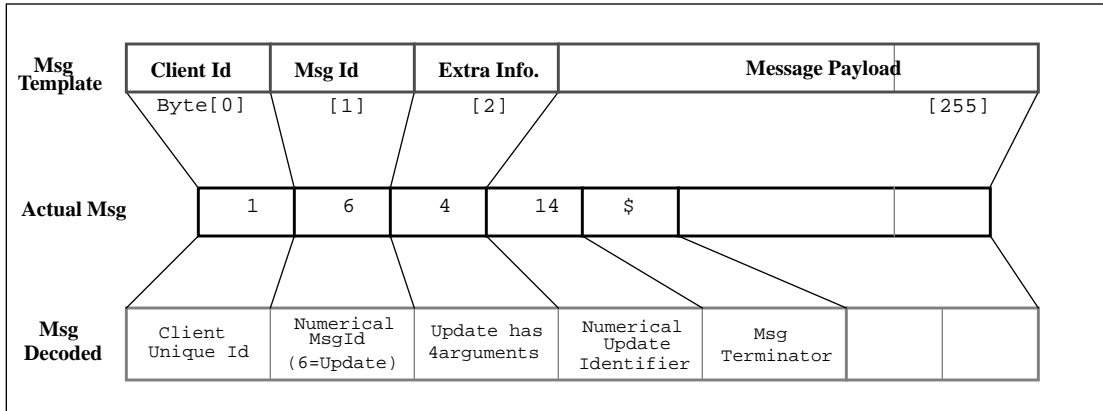 Msg
Template
Client Id
Msg Id
Extra Info.
Message Payload
Byte[0]
[1]
[2]
[255]
Actual Msg
1
6
4
14
$
Msg
Decoded
Client
Unique Id
Numerical
MsgId
(6=Update)
Update has
4arguments
Numerical
Update
Identifier
Msg
Terminator